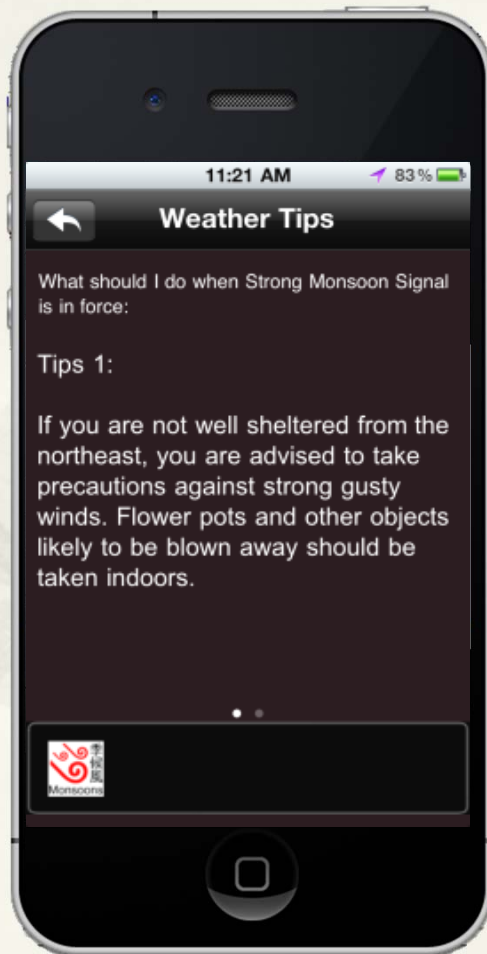 11:21 AM 83%
Weather Tips
What should I do when Strong Monsoon Signal
is in force:
Tips 1:
If you are not well sheltered from the
northeast, you are advised to take
precautions against strong gusty
winds. Flower pots and other objects
likely to be blown away should be
taken indoors.
季候風
Monsoons